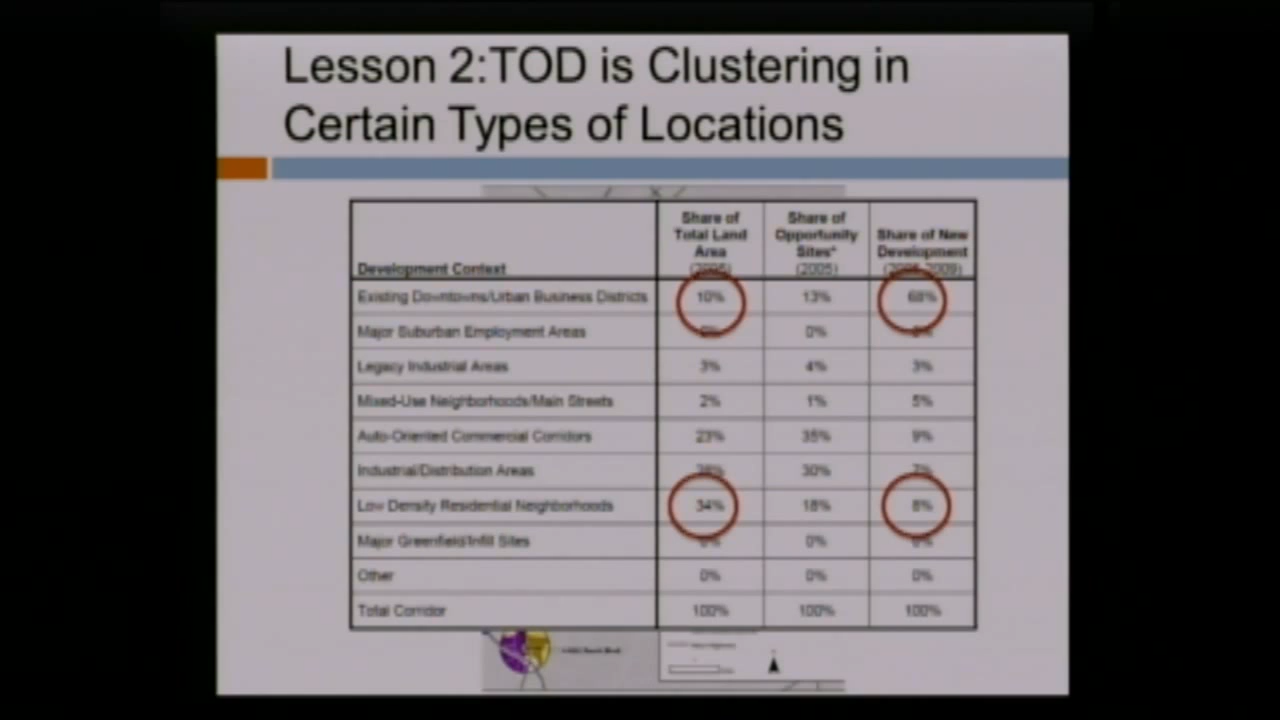 Lesson 2:TOD is Clustering in
Certain Types of Locations
Development Context Share of Total Land Area Share of Opportunity Sites* (2005) Share of New Development
Existing Downtowns/Urban Business Districts 10% 13% 68%
Major Suburban Employment Areas 0%
Legacy Industrial Areas 3% 4% 3%
Mixed-Use Neighborhoods/Main Streets 2% 1% 5%
Auto-Oriented Commercial Corridors 23% 35% 9%
Industrial/Distribution Areas 30% 7%
Low Density Residential Neighborhoods 34% 18% 8%
Major Greenfield/Infill Sites 0% 0% 0%
Other 0% 0% 0%
Total Corridor 100% 100% 100%